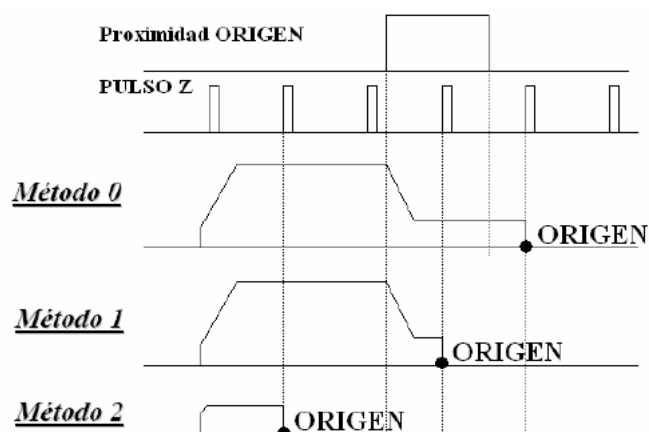 Proximidad ORIGEN
PULSO Z
Método 0
ORIGEN
Método 1
ORIGEN
Método 2
ORIGEN